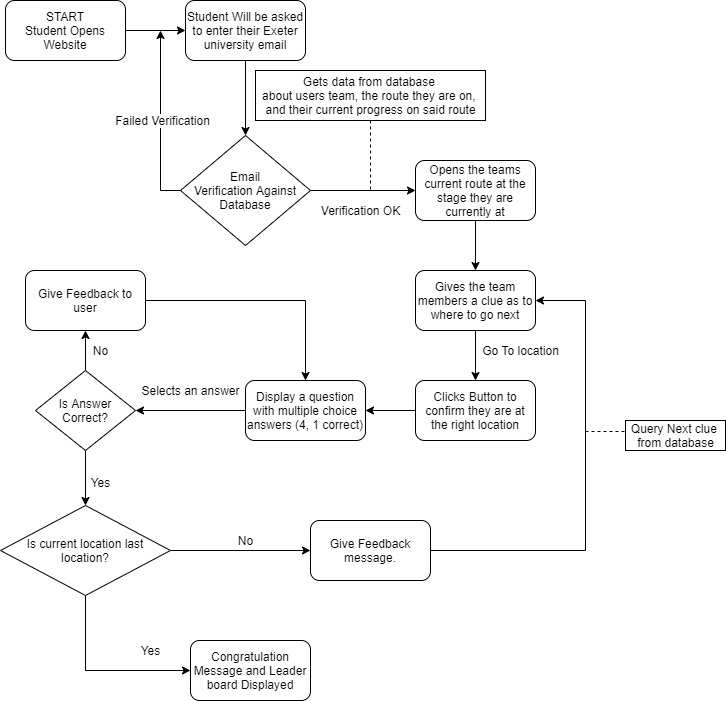 START
Student Opens
Website
Student Will be asked
to enter their Exeter
university email
Gets data from database
about users team, the route they are on,
and their current progress on said route
Failed Verification
Email
Verification Against
Database
Verification OK
Opens the teams
current route at the
stage they are
currently at
Gives the team
members a clue as to
where to go next
Give Feedback to
user
Go To location
No
Selects an answer
Is Answer
Correct?
Display a question
with multiple choice
answers (4, 1 correct)
Clicks Button to
confirm they are at
the right location
Query Next clue
from database
Yes
Is current location last
location?
No
Give Feedback
message.
Yes
Congratulation
Message and Leader
board Displayed